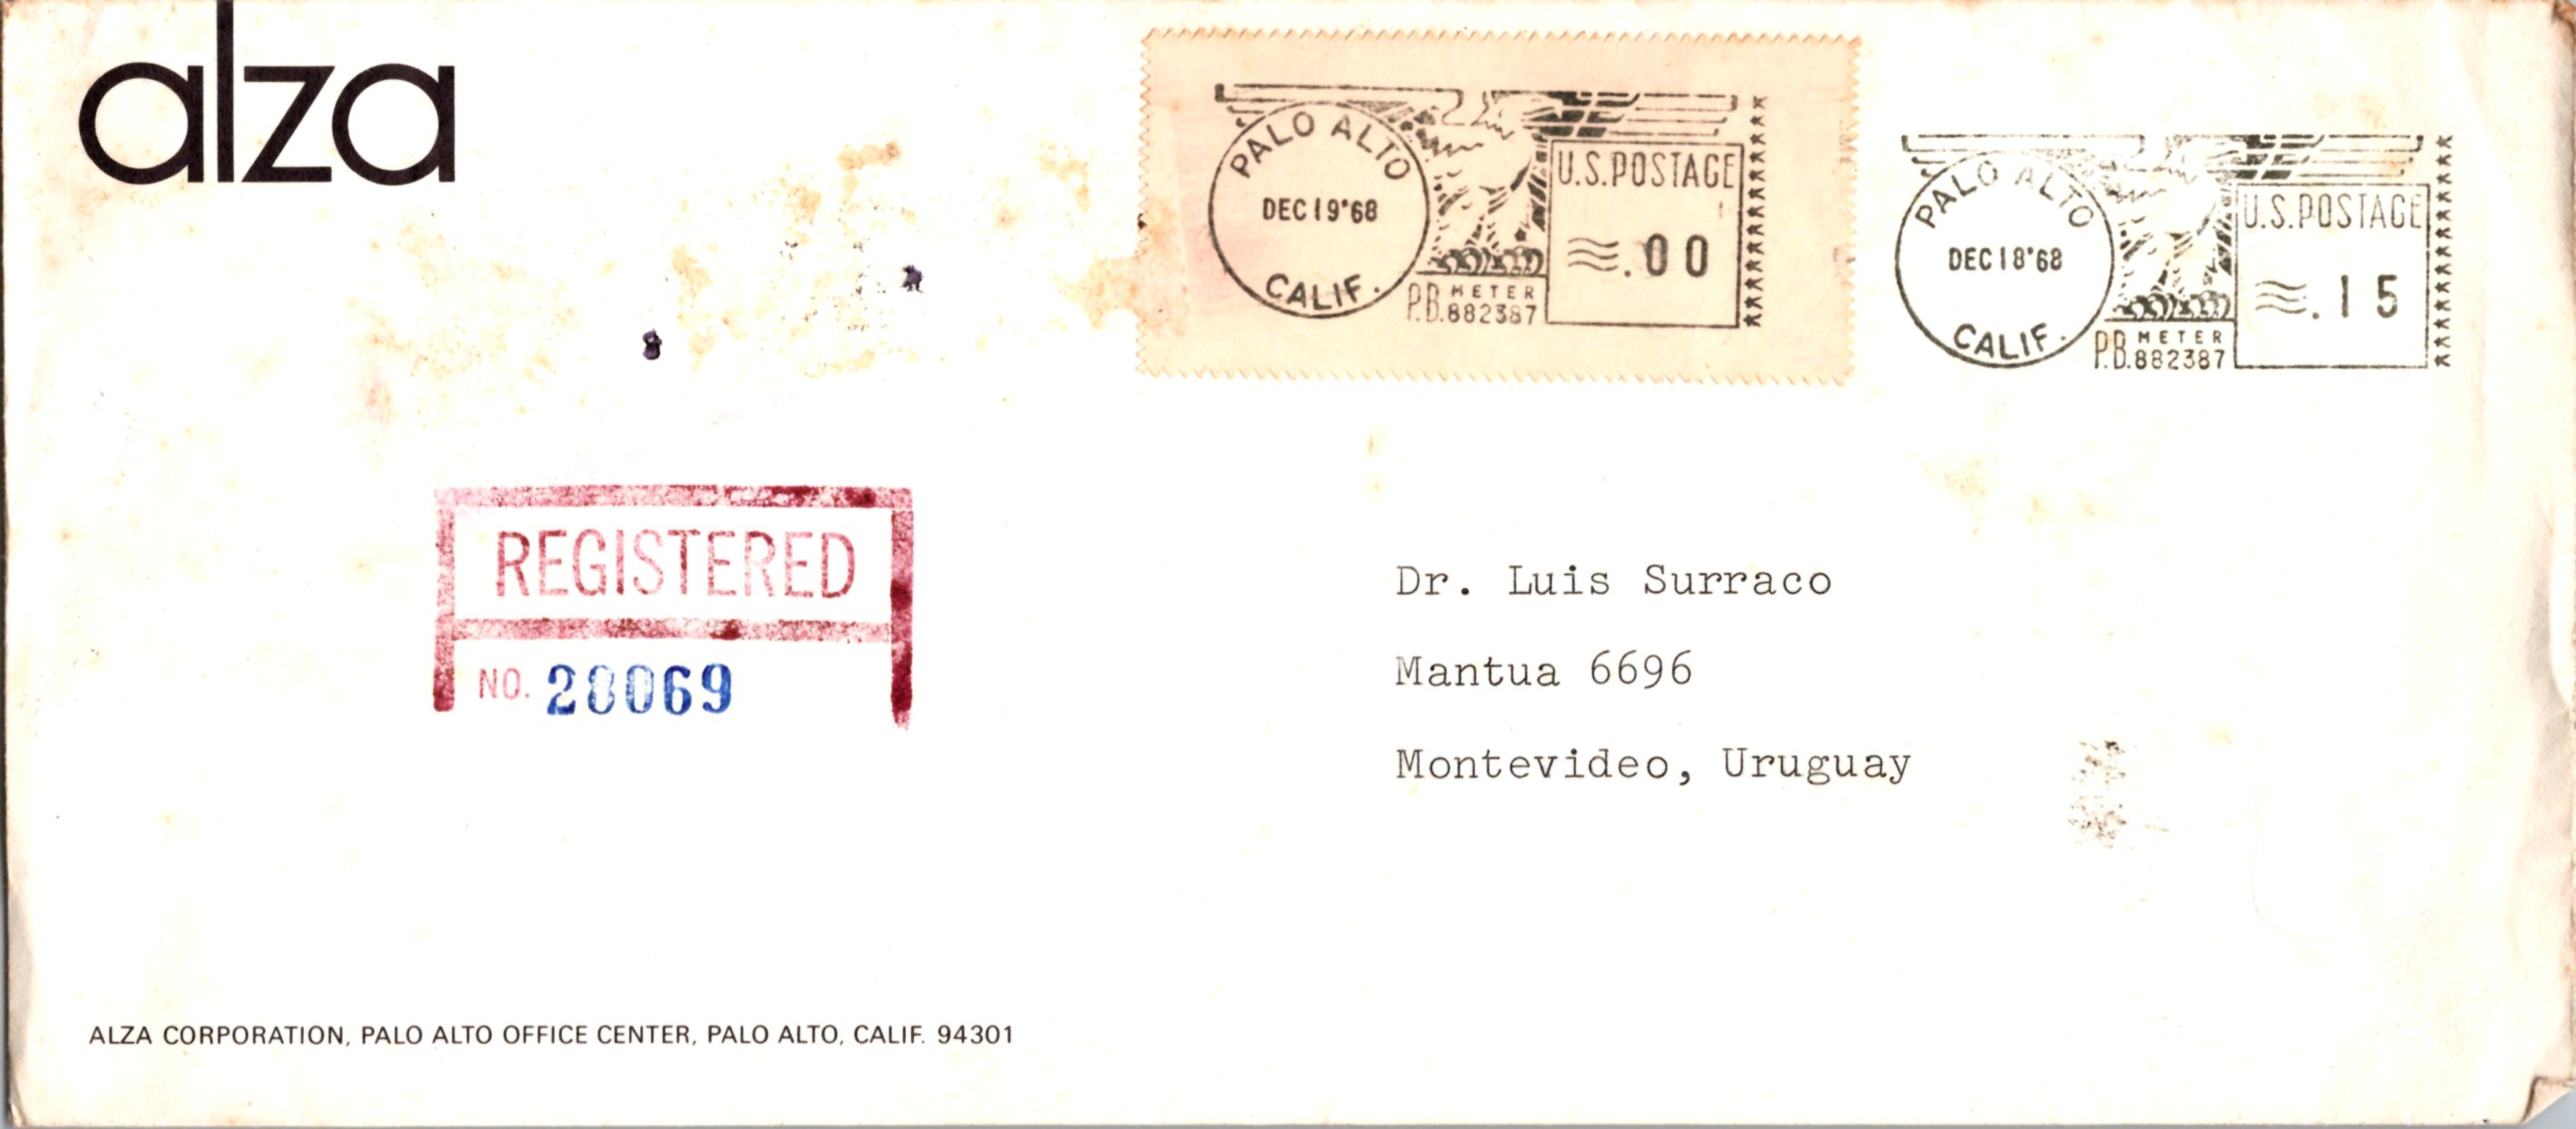 alza
PALO ALTO
DEC 19'68
CALIF.
U.S. POSTAGE
.00
P.B. METER
882387
PALO ALTO
DEC 18'68
CALIF.
U.S. POSTAGE
.15
P.B. METER
882387
REGISTERED
NO. 28069
Dr. Luis Surraco
Mantua 6696
Montevideo, Uruguay
ALZA CORPORATION, PALO ALTO OFFICE CENTER, PALO ALTO, CALIF. 94301